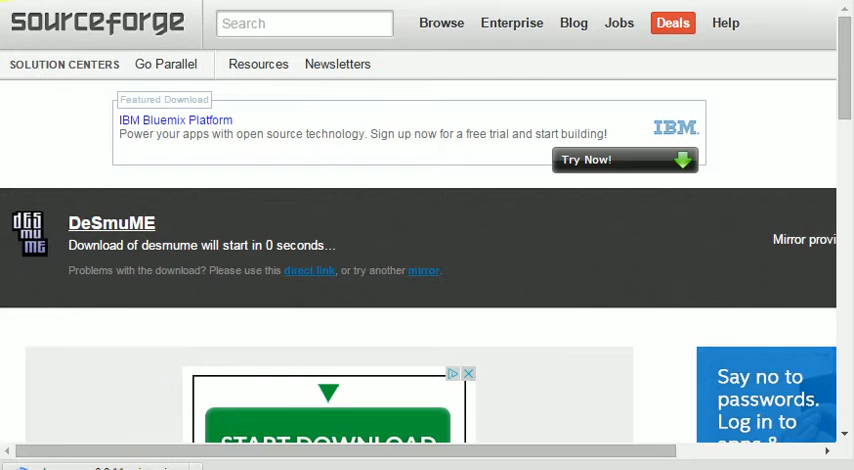 sourceforge
Search
Browse Enterprise Blog Jobs Deals Help
SOLUTION CENTERS Go Parallel Resources Newsletters
Featured Download
IBM Bluemix Platform
Power your apps with open source technology. Sign up now for a free trial and start building!
IBM.
Try Now!
des
mu
me
DeSmuME
Download of desmume will start in 0 seconds...
Mirror provi
Problems with the download? Please use this direct link, or try another mirror.
START DOWNLOAD
Say no to
passwords.
Log in to
apps &